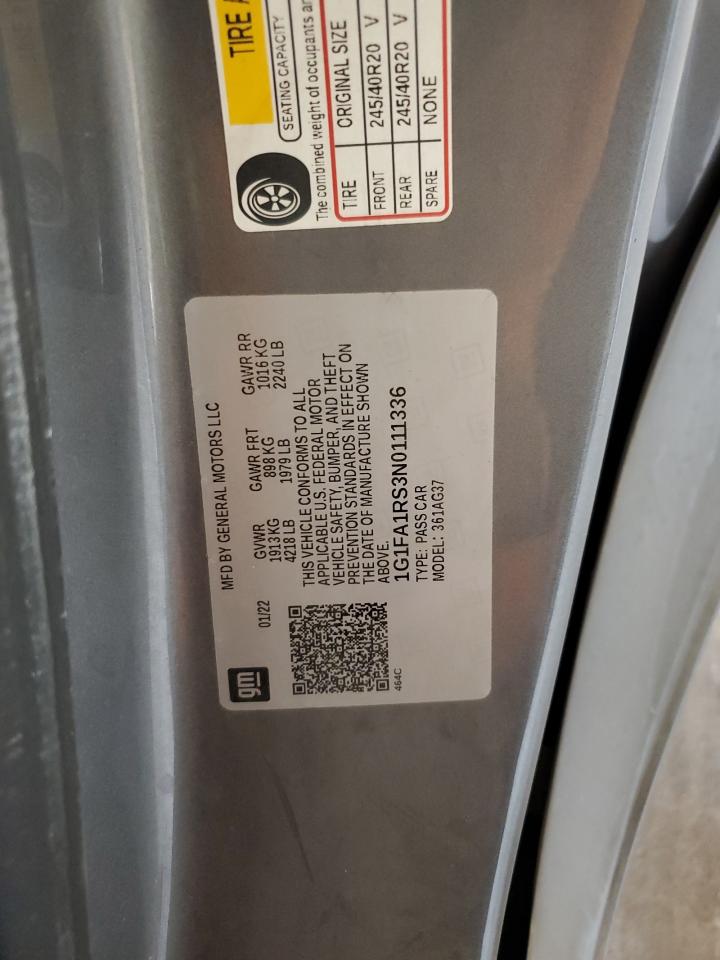 TIRE
SEATING CAPACITY
The combined weight of occupants
TIRE ORIGINAL SIZE
FRONT 245/40R20 V
REAR 245/40R20 V
SPARE NONE
gm
MFD BY GENERAL MOTORS LLC
01/22 GVWR GAWR FRT GAWR RR
1913 KG 898 KG 1016 KG
4218 LB 1979 LB 2240 LB
THIS VEHICLE CONFORMS TO ALL
APPLICABLE U.S. FEDERAL MOTOR
VEHICLE SAFETY, BUMPER, AND THEFT
PREVENTION STANDARDS IN EFFECT ON
THE DATE OF MANUFACTURE SHOWN
ABOVE.
1G1FA1RS3N0111336
TYPE: PASS CAR
MODEL: 361AG37
464C